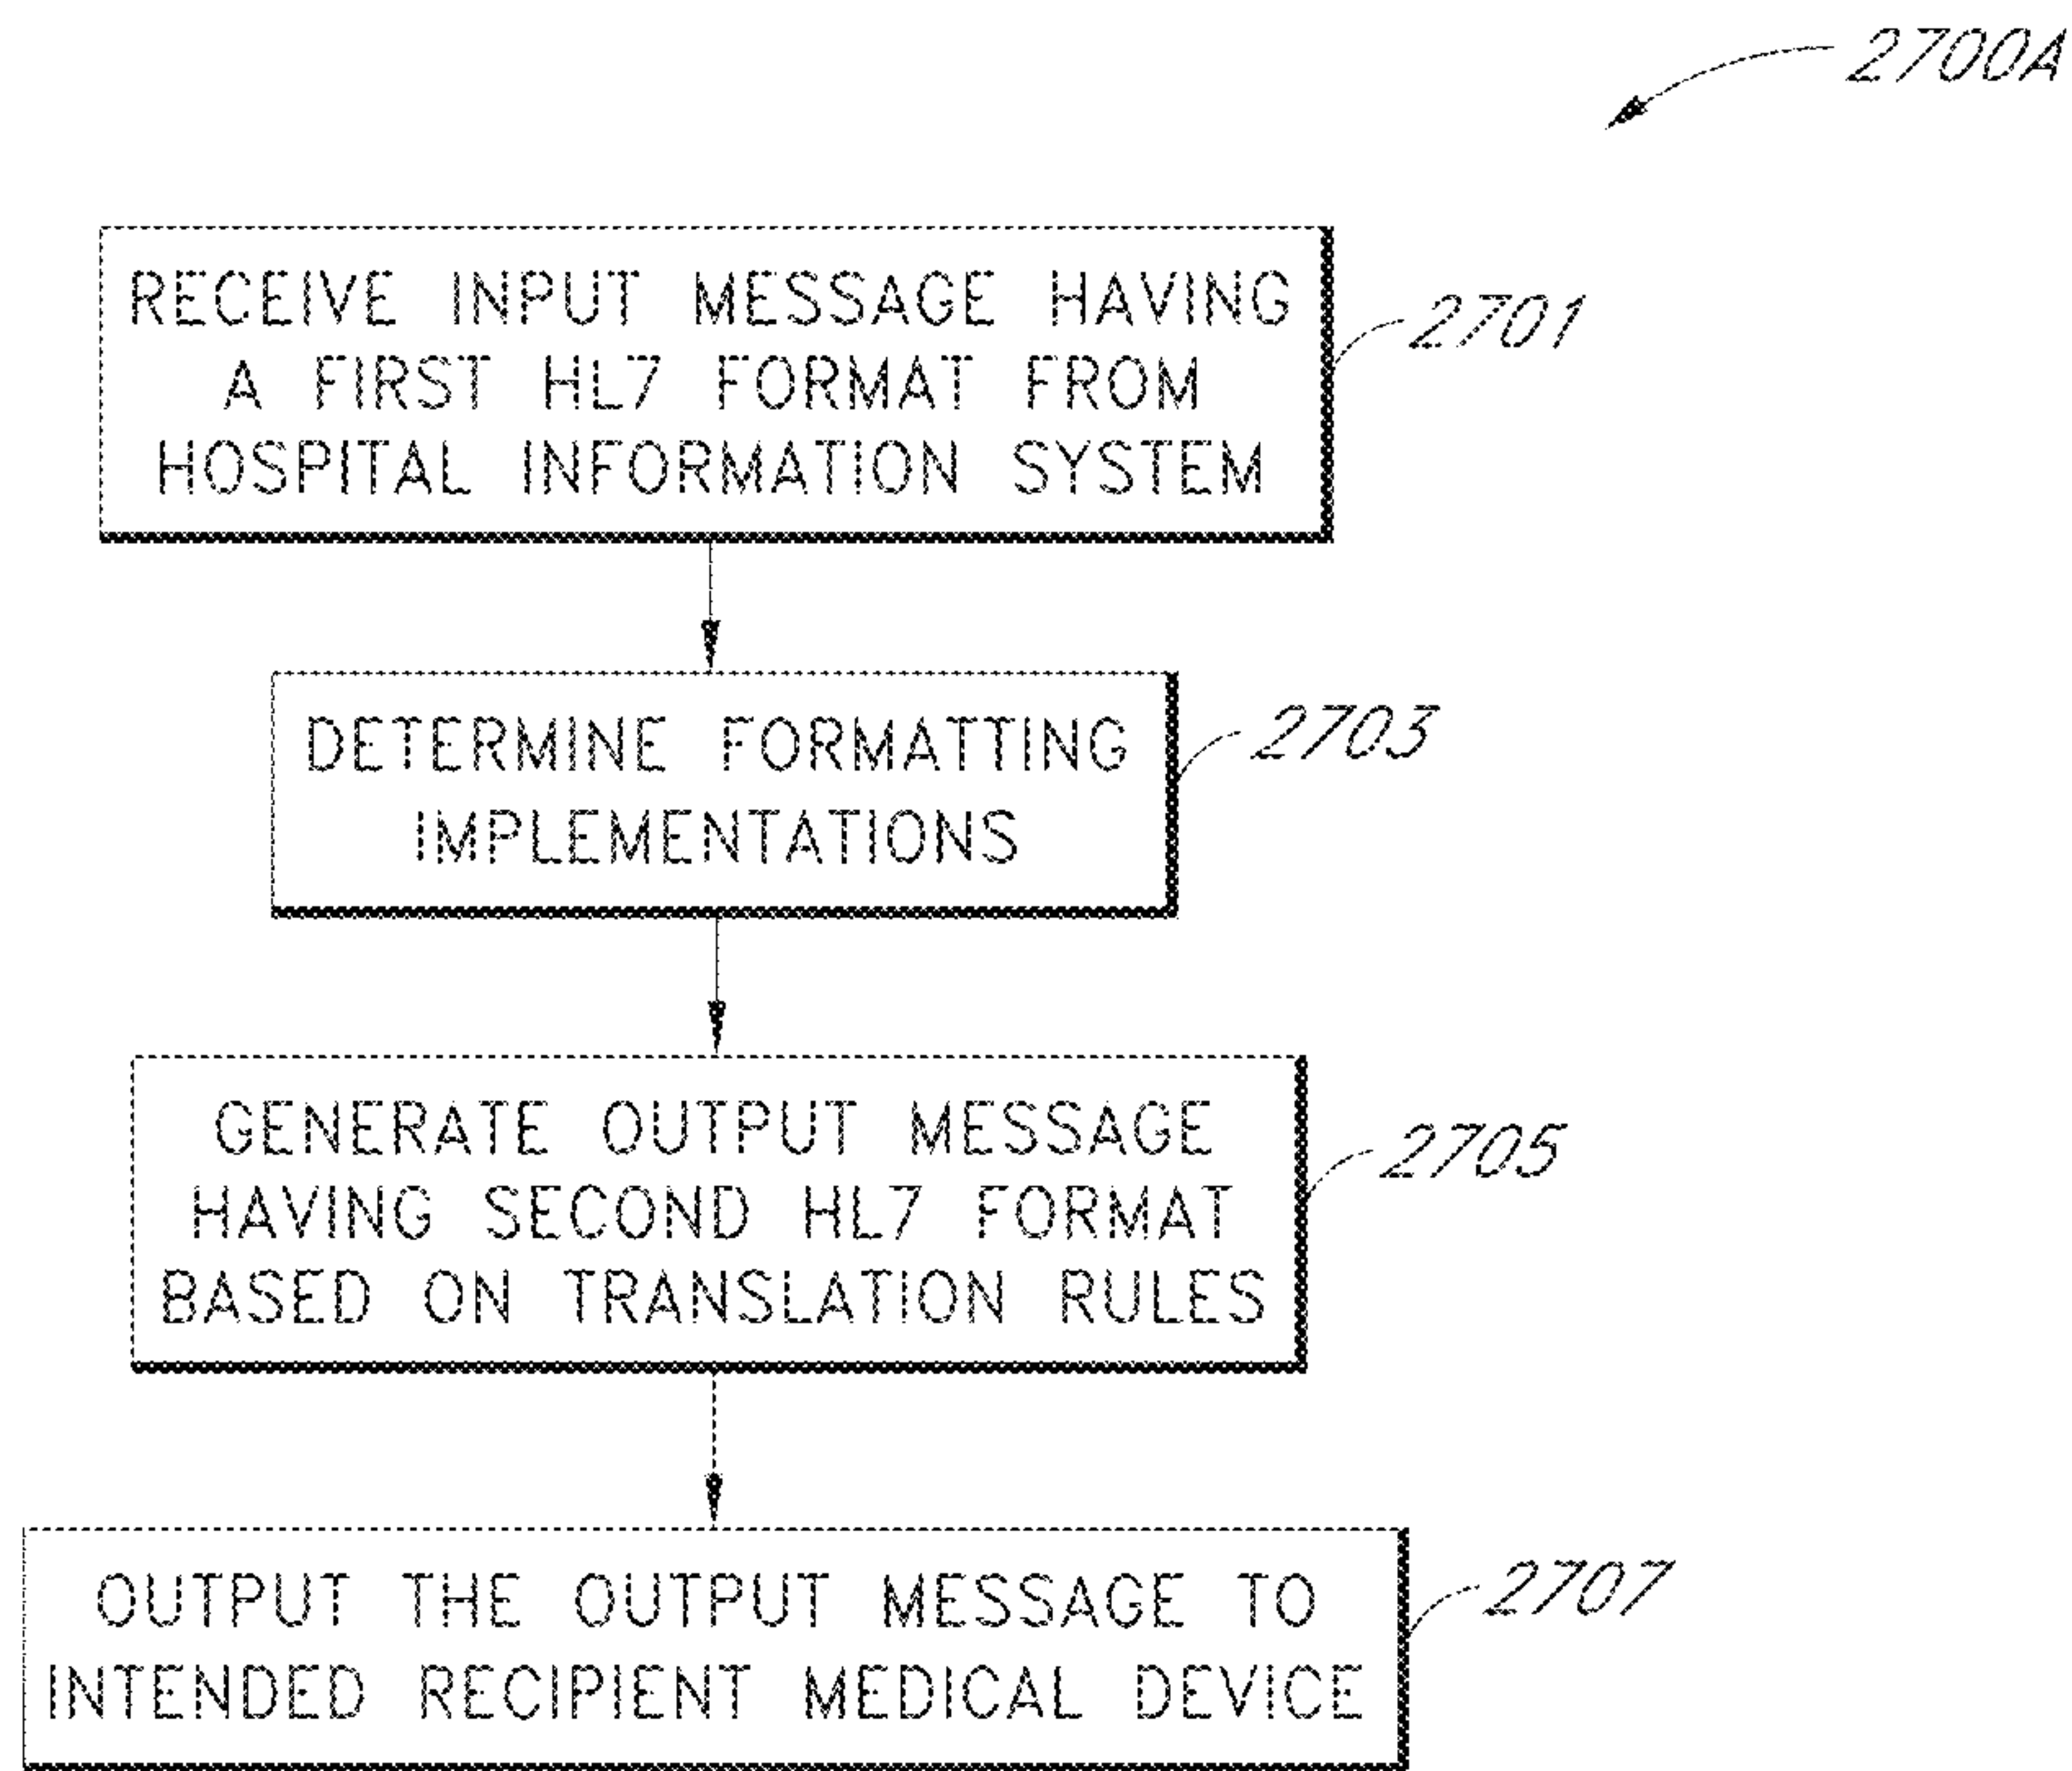 2700A
RECEIVE INPUT MESSAGE HAVING
A FIRST HL7 FORMAT FROM
HOSPITAL INFORMATION SYSTEM
2701
DETERMINE FORMATTING
IMPLEMENTATIONS
2703
GENERATE OUTPUT MESSAGE
HAVING SECOND HL7 FORMAT
BASED ON TRANSLATION RULES
2705
OUTPUT THE OUTPUT MESSAGE TO
INTENDED RECIPIENT MEDICAL DEVICE
2707